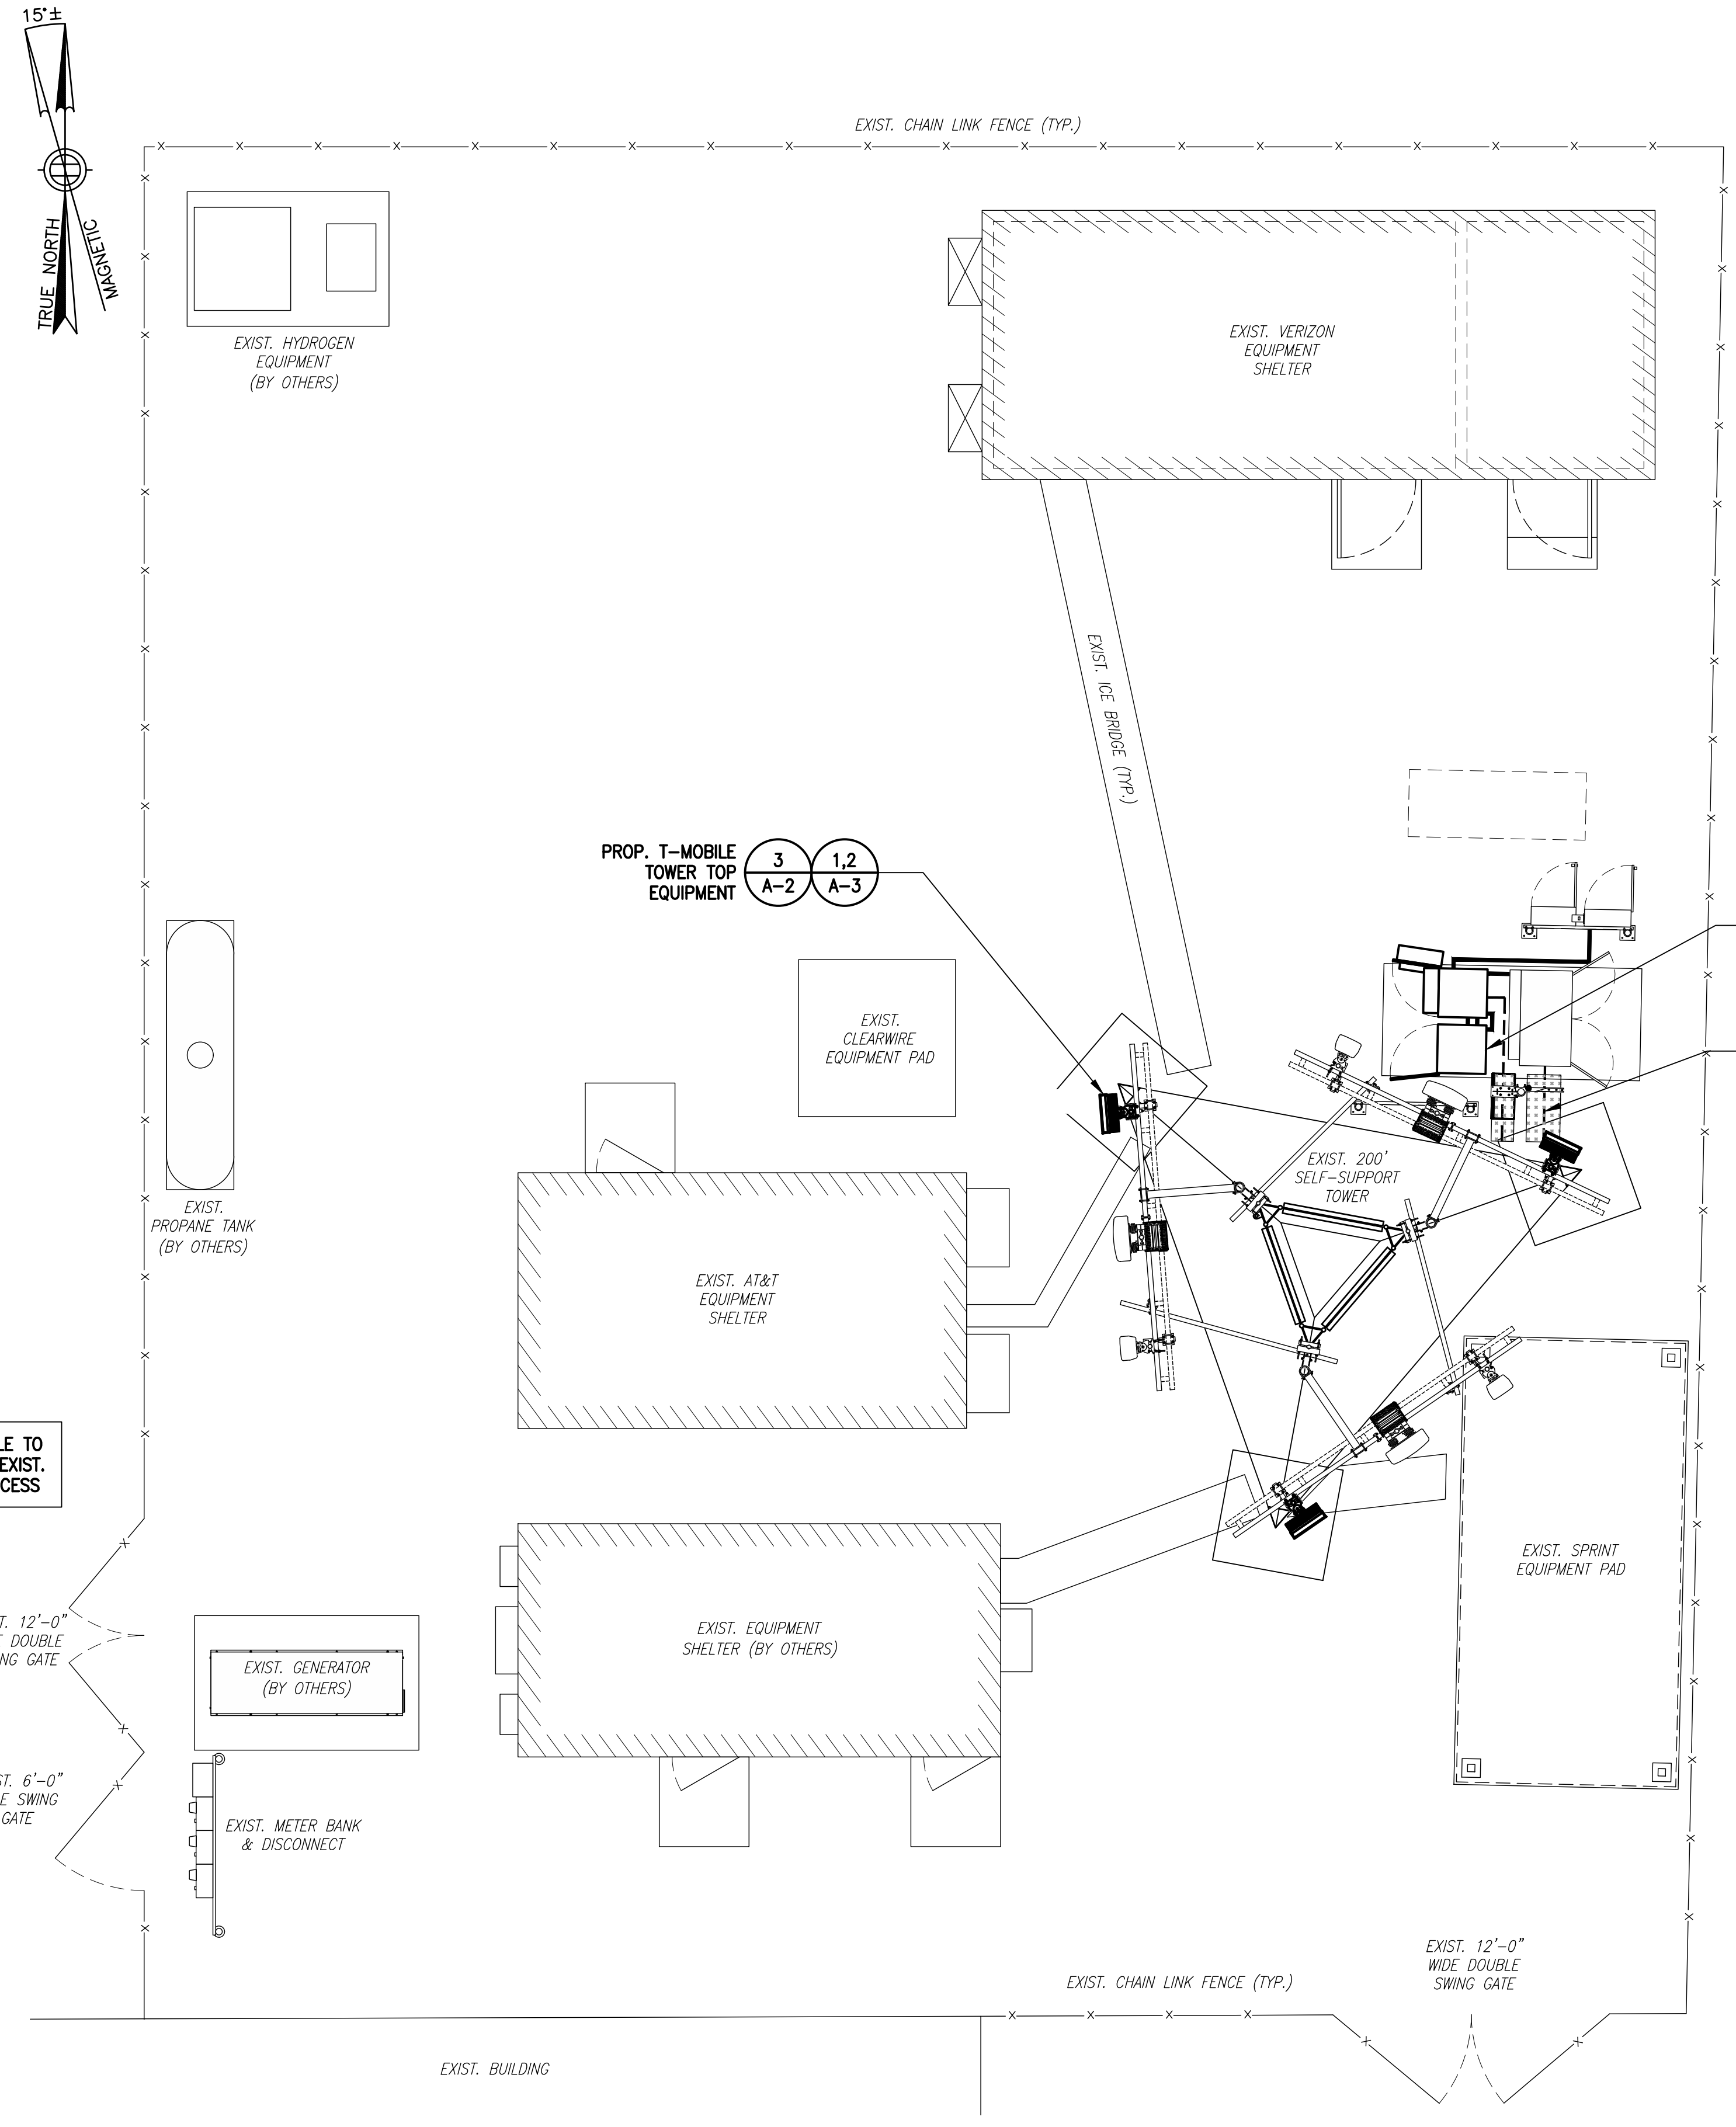 15°±
TRUE NORTH
MAGNETIC
EXIST. CHAIN LINK FENCE (TYP.)
EXIST. HYDROGEN
EQUIPMENT
(BY OTHERS)
EXIST. VERIZON
EQUIPMENT
SHELTER
EXIST. ICE BRIDGE (TYP.)
PROP. T-MOBILE
TOWER TOP
EQUIPMENT
3
A-2
1,2
A-3
EXIST.
CLEARWIRE
EQUIPMENT PAD
EXIST.
PROPANE TANK
(BY OTHERS)
EXIST. 200'
SELF-SUPPORT
TOWER
EXIST. AT&T
EQUIPMENT
SHELTER
LE TO
EXIST.
CESS
EXIST. SPRINT
EQUIPMENT PAD
T. 12'-0"
DOUBLE
NG GATE
EXIST. GENERATOR
(BY OTHERS)
EXIST. EQUIPMENT
SHELTER (BY OTHERS)
ST. 6'-0"
E SWING
GATE
EXIST. METER BANK
& DISCONNECT
EXIST. 12'-0"
WIDE DOUBLE
SWING GATE
EXIST. CHAIN LINK FENCE (TYP.)
EXIST. BUILDING